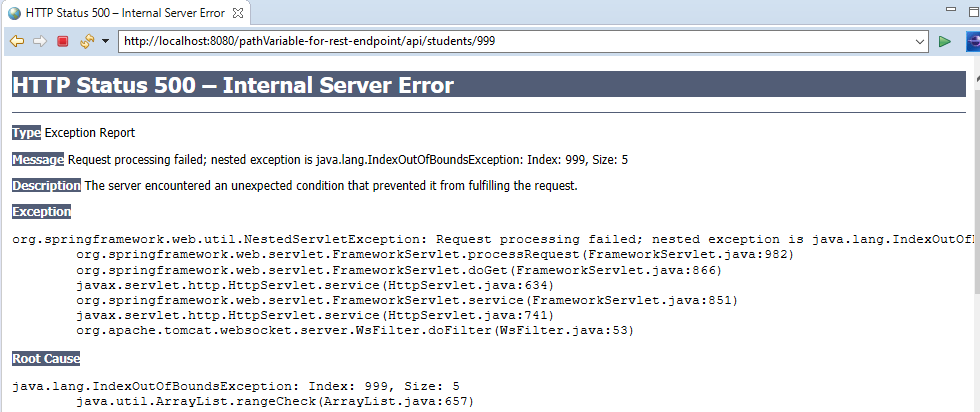 HTTP Status 500 – Internal Server Error
http://localhost:8080/pathVariable-for-rest-endpoint/api/students/999
HTTP Status 500 – Internal Server Error
Type Exception Report
Message Request processing failed; nested exception is java.lang.IndexOutOfBoundsException: Index: 999, Size: 5
Description The server encountered an unexpected condition that prevented it from fulfilling the request.
Exception
org.springframework.web.util.NestedServletException: Request processing failed; nested exception is java.lang.IndexOutOfB
org.springframework.web.servlet.FrameworkServlet.processRequest(FrameworkServlet.java:982)
org.springframework.web.servlet.FrameworkServlet.doGet(FrameworkServlet.java:866)
javax.servlet.http.HttpServlet.service(HttpServlet.java:634)
org.springframework.web.servlet.FrameworkServlet.service(FrameworkServlet.java:851)
javax.servlet.http.HttpServlet.service(HttpServlet.java:741)
org.apache.tomcat.websocket.server.WsFilter.doFilter(WsFilter.java:53)
Root Cause
java.lang.IndexOutOfBoundsException: Index: 999, Size: 5
java.util.ArrayList.rangeCheck(ArrayList.java:657)